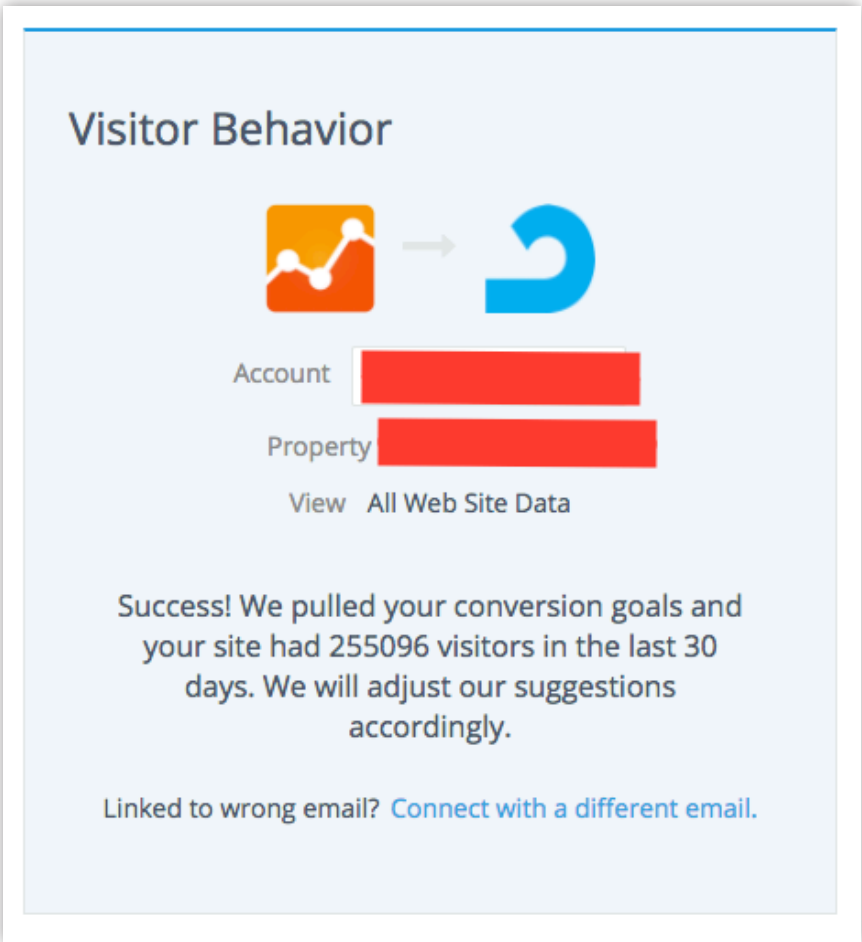 Visitor Behavior
Account
Property
View All Web Site Data
Success! We pulled your conversion goals and
your site had 255096 visitors in the last 30
days. We will adjust our suggestions
accordingly.
Linked to wrong email? Connect with a different email.